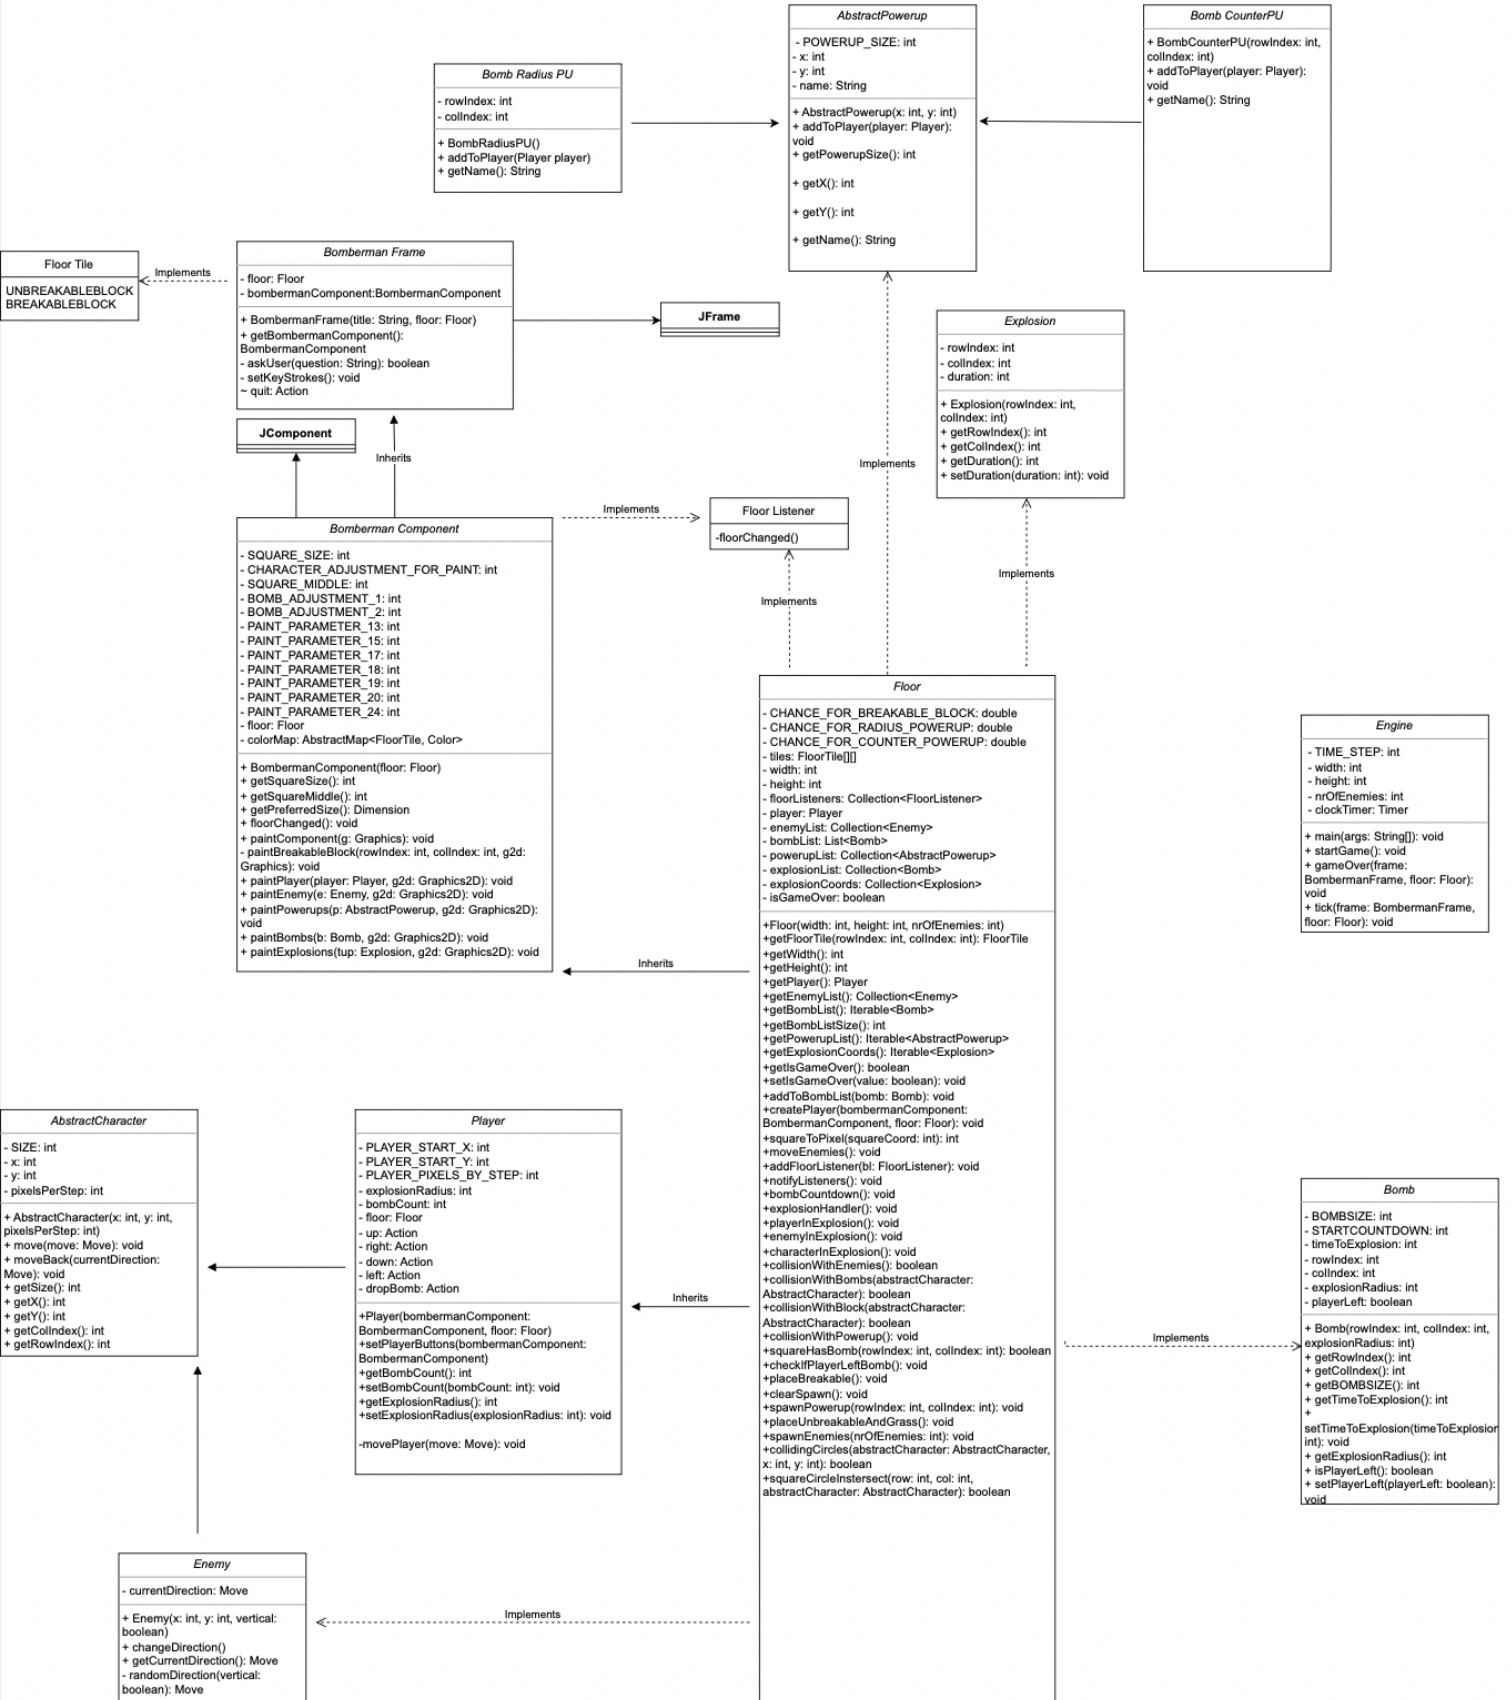 AbstractPowerup
- POWERUP_SIZE: int
- x: int
- y: int
- name: String
+ AbstractPowerup(x: int, y: int)
+ addToPlayer(player: Player):
void
+ getPowerupSize(): int
+ getX(): int
+ getY(): int
+ getName(): String
Bomb CounterPU
+ BombCounterPU(rowIndex: int,
colIndex: int)
+ addToPlayer(player: Player):
void
+ getName(): String
Bomb Radius PU
- rowIndex: int
- colIndex: int
+ BombRadiusPU()
+ addToPlayer(Player player)
+ getName(): String
Floor Tile
UNBREAKABLEBLOCK
BREAKABLEBLOCK
Implements
Bomberman Frame
- floor: Floor
- bombermanComponent:BombermanComponent
+ BombermanFrame(title: String, floor: Floor)
+ getBombermanComponent():
BombermanComponent
- askUser(question: String): boolean
- setKeyStrokes(): void
~ quit: Action
JFrame
Explosion
- rowIndex: int
- colIndex: int
- duration: int
+ Explosion(rowIndex: int,
colIndex: int)
+ getRowIndex(): int
+ getColIndex(): int
+ getDuration(): int
+ setDuration(duration: int): void
JComponent
Inherits
Implements
Bomberman Component
- SQUARE_SIZE: int
- CHARACTER_ADJUSTMENT_FOR_PAINT: int
- SQUARE_MIDDLE: int
- BOMB_ADJUSTMENT_1: int
- BOMB_ADJUSTMENT_2: int
- PAINT_PARAMETER_13: int
- PAINT_PARAMETER_15: int
- PAINT_PARAMETER_17: int
- PAINT_PARAMETER_18: int
- PAINT_PARAMETER_19: int
- PAINT_PARAMETER_20: int
- PAINT_PARAMETER_24: int
- floor: Floor
- colorMap: AbstractMap<FloorTile, Color>
+ BombermanComponent(floor: Floor)
+ getSquareSize(): int
+ getSquareMiddle(): int
+ getPreferredSize(): Dimension
+ floorChanged(): void
+ paintComponent(g: Graphics): void
- paintBreakableBlock(rowIndex: int, colIndex: int, g2d:
Graphics): void
+ paintPlayer(player: Player, g2d: Graphics2D): void
+ paintEnemy(e: Enemy, g2d: Graphics2D): void
+ paintPowerups(p: AbstractPowerup, g2d: Graphics2D):
void
+ paintBombs(b: Bomb, g2d: Graphics2D): void
+ paintExplosions(tup: Explosion, g2d: Graphics2D): void
Implements
Floor Listener
-floorChanged()
Implements
Implements
Floor
- CHANCE_FOR_BREAKABLE_BLOCK: double
- CHANCE_FOR_RADIUS_POWERUP: double
- CHANCE_FOR_COUNTER_POWERUP: double
- tiles: FloorTile[][]
- width: int
- height: int
- floorListeners: Collection<FloorListener>
- player: Player
- enemyList: Collection<Enemy>
- bombList: List<Bomb>
- powerupList: Collection<AbstractPowerup>
- explosionList: Collection<Bomb>
- explosionCoords: Collection<Explosion>
- isGameOver: boolean
+Floor(width: int, height: int, nrOfEnemies: int)
+getFloorTile(rowIndex: int, colIndex: int): FloorTile
+getWidth(): int
+getHeight(): int
+getPlayer(): Player
+getEnemyList(): Collection<Enemy>
+getBombList(): Iterable<Bomb>
+getBombListSize(): int
+getPowerupList(): Iterable<AbstractPowerup>
+getExplosionCoords(): Iterable<Explosion>
+getIsGameOver(): boolean
+setIsGameOver(value: boolean): void
+addToBombList(bomb: Bomb): void
+createPlayer(bombermanComponent:
BombermanComponent, floor: Floor): void
+squareToPixel(squareCoord: int): int
+moveEnemies(): void
+addFloorListener(bl: FloorListener): void
+notifyListeners(): void
+bombCountdown(): void
+explosionHandler(): void
+playerInExplosion(): void
+enemyInExplosion(): void
+characterInExplosion(): void
+collisionWithEnemies(): boolean
+collisionWithBombs(abstractCharacter:
AbstractCharacter): boolean
+collisionWithBlock(abstractCharacter:
AbstractCharacter): boolean
+collisionWithPowerup(): void
+squareHasBomb(rowIndex: int, colIndex: int): boolean
+checkIfPlayerLeftBomb(): void
+placeBreakable(): void
+clearSpawn(): void
+spawnPowerup(rowIndex: int, colIndex: int): void
+placeUnbreakableAndGrass(): void
+spawnEnemies(nrOfEnemies: int): void
+collidingCircles(abstractCharacter: AbstractCharacter,
x: int, y: int): boolean
+squareCircleInstersect(row: int, col: int,
abstractCharacter: AbstractCharacter): boolean
Engine
- TIME_STEP: int
- width: int
- height: int
- nrOfEnemies: int
- clockTimer: Timer
+ main(args: String[]): void
+ startGame(): void
+ gameOver(frame:
BombermanFrame, floor: Floor):
void
+ tick(frame: BombermanFrame,
floor: Floor): void
Inherits
AbstractCharacter
- SIZE: int
- x: int
- y: int
- pixelsPerStep: int
+ AbstractCharacter(x: int, y: int,
pixelsPerStep: int)
+ move(move: Move): void
+ moveBack(currentDirection:
Move): void
+ getSize(): int
+ getX(): int
+ getY(): int
+ getColIndex(): int
+ getRowIndex(): int
Player
- PLAYER_START_X: int
- PLAYER_START_Y: int
- PLAYER_PIXELS_BY_STEP: int
- explosionRadius: int
- bombCount: int
- floor: Floor
- up: Action
- right: Action
- down: Action
- left: Action
- dropBomb: Action
+Player(bombermanComponent:
BombermanComponent, floor: Floor)
+setPlayerButtons(bombermanComponent:
BombermanComponent)
+getBombCount(): int
+setBombCount(bombCount: int): void
+getExplosionRadius(): int
+setExplosionRadius(explosionRadius: int): void
-movePlayer(move: Move): void
Inherits
Implements
Bomb
- BOMBSIZE: int
- STARTCOUNTDOWN: int
- timeToExplosion: int
- rowIndex: int
- colIndex: int
- explosionRadius: int
- playerLeft: boolean
+ Bomb(rowIndex: int, colIndex: int,
explosionRadius: int)
+ getRowIndex(): int
+ getColIndex(): int
+ getBOMBSIZE(): int
+ getTimeToExplosion(): int
+
setTimeToExplosion(timeToExplosion
int): void
+ getExplosionRadius(): int
+ isPlayerLeft(): boolean
+ setPlayerLeft(playerLeft: boolean):
void
Enemy
- currentDirection: Move
+ Enemy(x: int, y: int, vertical:
boolean)
+ changeDirection()
+ getCurrentDirection(): Move
- randomDirection(vertical:
boolean): Move
Implements